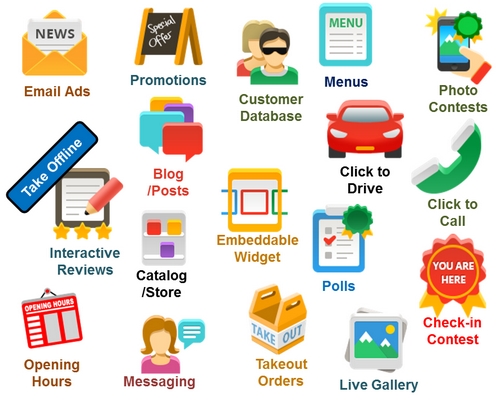 NEWS
Email Ads
Special
Offer
Promotions
Customer
Database
MENU
Menus
Photo
Contests
Take Offline
Interactive
Reviews
Blog
/Posts
Click to
Drive
Click to
Call
Catalog
/Store
Embeddable
Widget
Polls
YOU ARE
HERE
Check-in
Contest
OPENING HOURS
Opening
Hours
Messaging
TAKE OUT
Takeout
Orders
Live Gallery